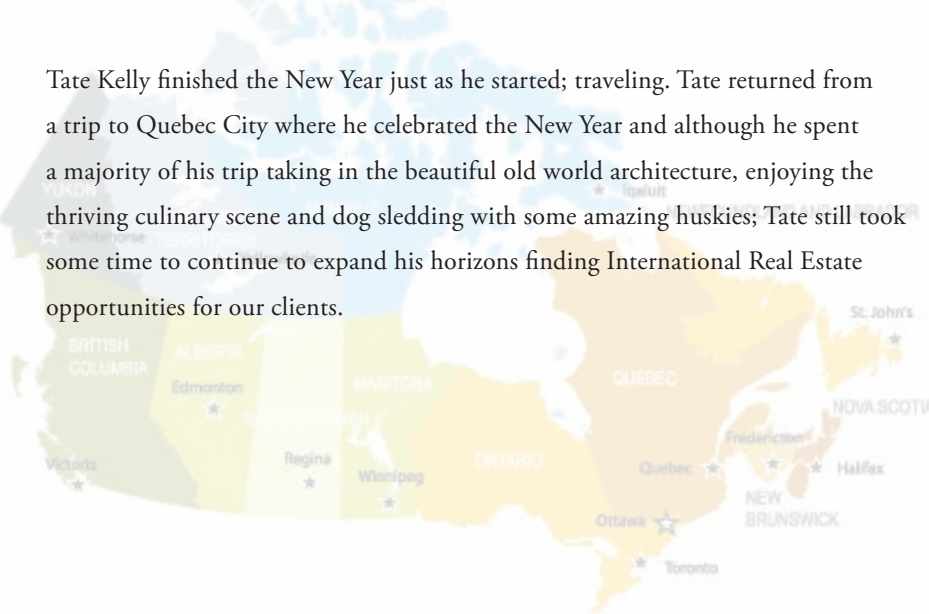 Tate Kelly finished the New Year just as he started; traveling. Tate returned from
a trip to Quebec City where he celebrated the New Year and although he spent
a majority of his trip taking in the beautiful old world architecture, enjoying the
thriving culinary scene and dog sledding with some amazing huskies; Tate still took
some time to continue to expand his horizons finding International Real Estate
opportunities for our clients.
YUKON
Iqaluit
Whitehorse
TERRITORIES
St. John's
BRITISH
COLUMBIA
ALBERTA
Edmonton
MANITOBA
QUEBEC
NOVA SCOTI
Fredericton
Victoria
Regina
Winnipeg
ONTARIO
Quebec
Halifax
NEW
BRUNSWICK
Ottawa
Toronto